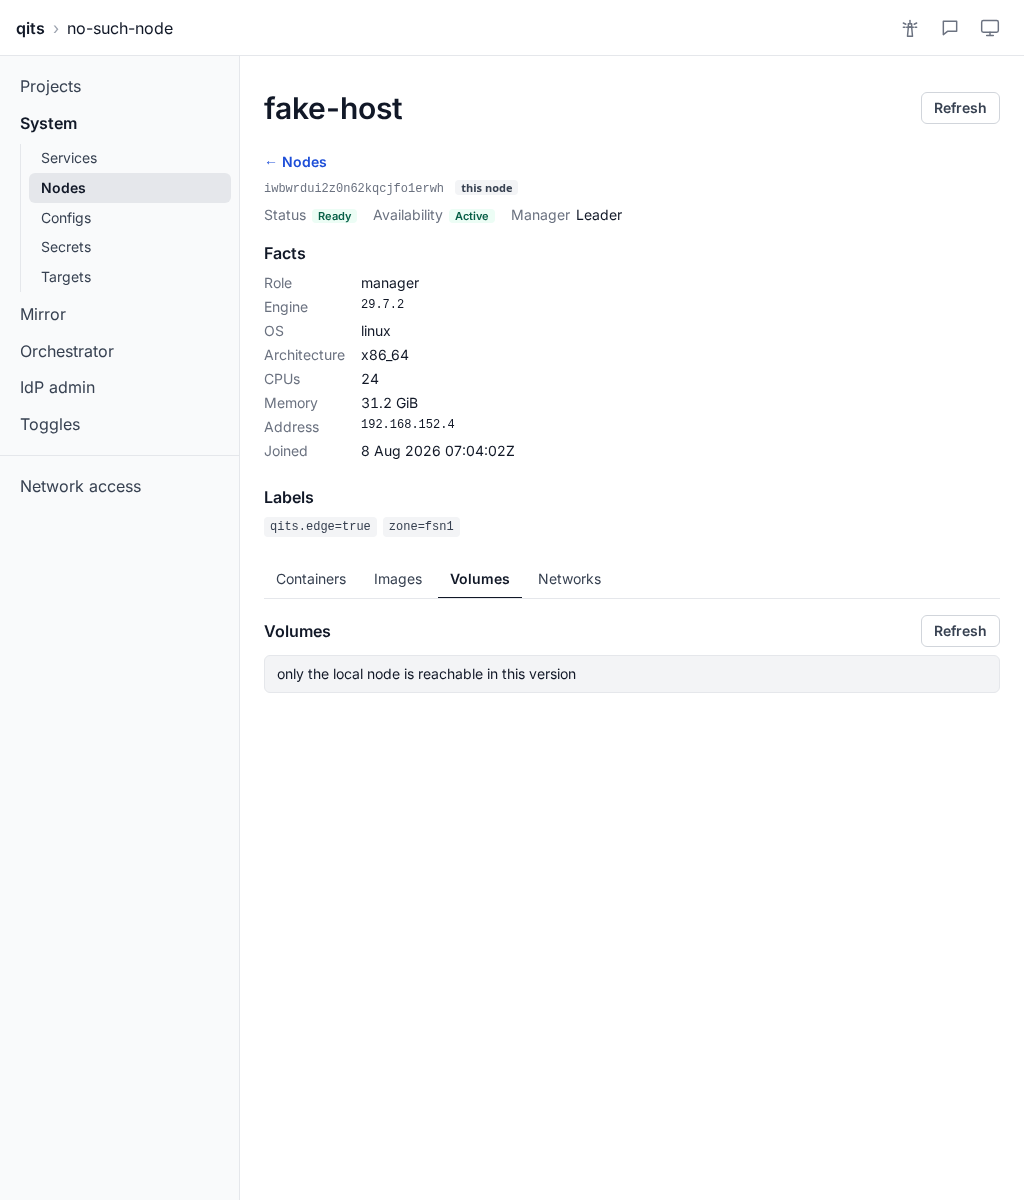 qits › no-such-node
Projects
System
Services
Nodes
Configs
Secrets
Targets
Mirror
Orchestrator
IdP admin
Toggles
Network access
fake-host
Refresh
← Nodes
iwbwrdui2z0n62kqcjfo1erwh this node
Status Ready Availability Active Manager Leader
Facts
Role manager
Engine 29.7.2
OS linux
Architecture x86_64
CPUs 24
Memory 31.2 GiB
Address 192.168.152.4
Joined 8 Aug 2026 07:04:02Z
Labels
qits.edge=true zone=fsn1
Containers Images Volumes Networks
Volumes Refresh
only the local node is reachable in this version